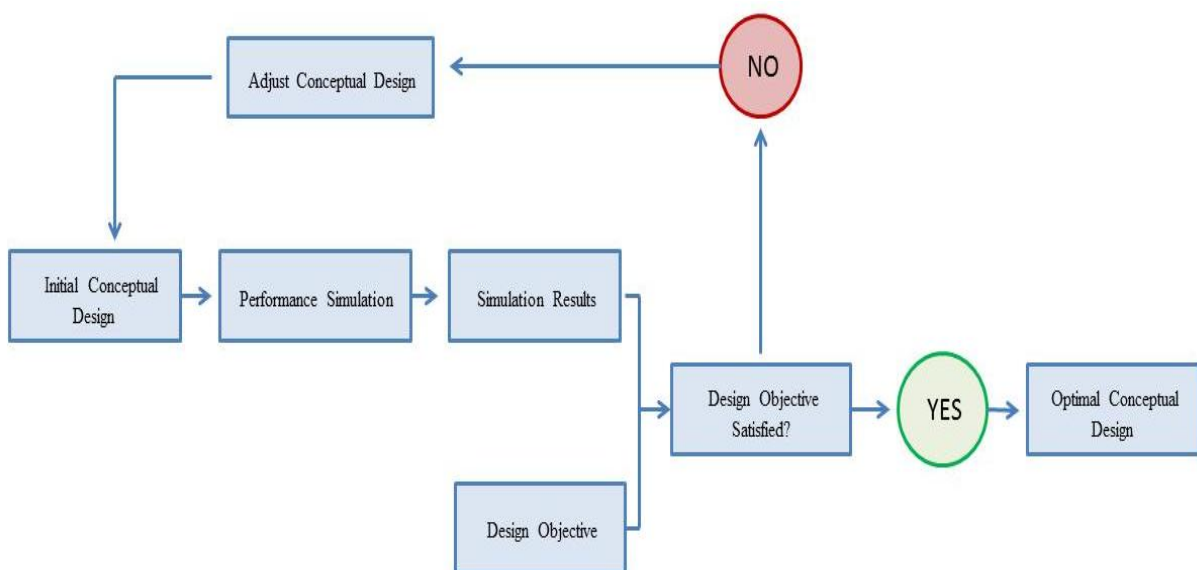 NO
Adjust Conceptual Design
Initial Conceptual
Design
Performance Simulation
Simulation Results
Design Objective
Satisfied?
YES
Optimal Conceptual
Design
Design Objective